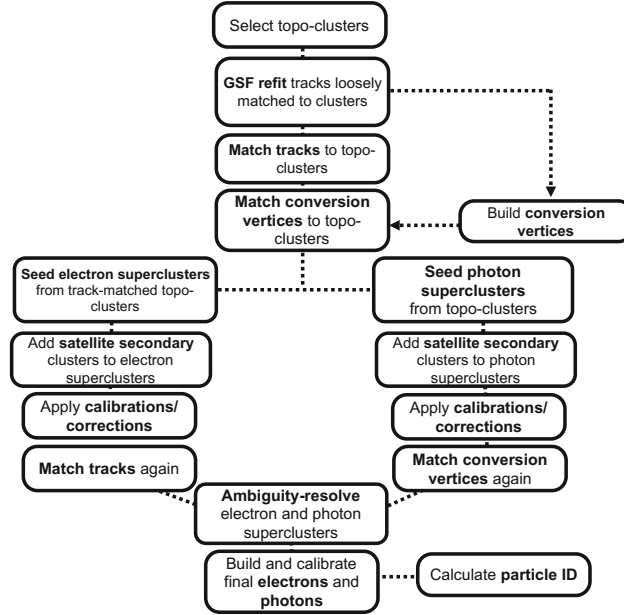 Select topo-clusters
GSF refit tracks loosely
matched to clusters
Match tracks to topo-
clusters
Match conversion
vertices to topo-
clusters
Build conversion
vertices
Seed electron superclusters
from track-matched topo-
clusters
Seed photon
superclusters
from topo-clusters
Add satellite secondary
clusters to electron
superclusters
Add satellite secondary
clusters to photon
superclusters
Apply calibrations/
corrections
Apply calibrations/
corrections
Match tracks again
Match conversion
vertices again
Ambiguity-resolve
electron and photon
superclusters
Build and calibrate
final electrons and
photons
Calculate particle ID